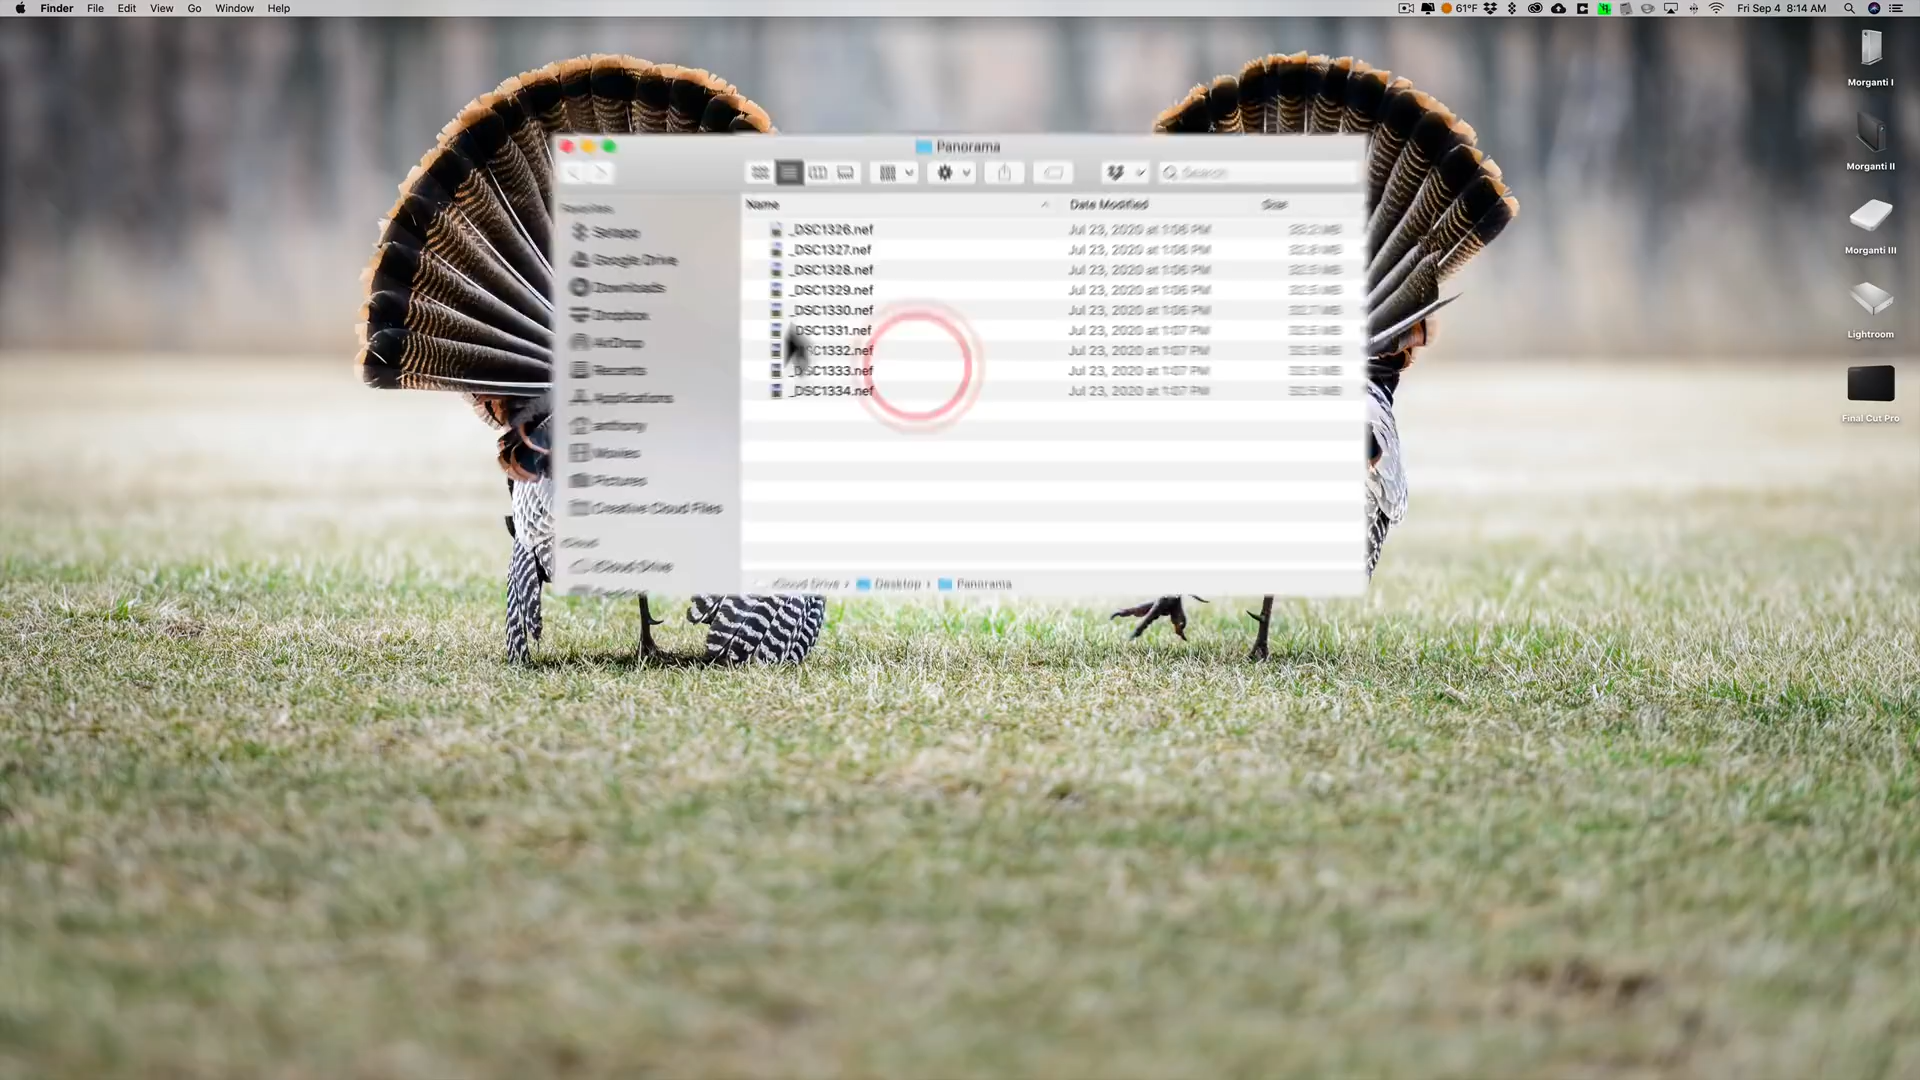 Finder File Edit View Go Window Help 61°F Fri Sep 4 8:14 AM
Morganti I
Morganti II
Morganti III
Lightroom
Final Cut Pro
Panorama
Search
Favorites
Setapp
Google Drive
Downloads
Dropbox
AirDrop
Recents
Applications
anthony
Movies
Pictures
Creative Cloud Files
iCloud
iCloud Drive
Name Date Modified Size
_DSC1326.nef Jul 23, 2020 at 1:06 PM
_DSC1327.nef Jul 23, 2020 at 1:06 PM
_DSC1328.nef Jul 23, 2020 at 1:06 PM
_DSC1329.nef Jul 23, 2020 at 1:06 PM
_DSC1330.nef Jul 23, 2020 at 1:06 PM
_DSC1331.nef Jul 23, 2020 at 1:07 PM
DSC1332.nef Jul 23, 2020 at 1:07 PM
_DSC1333.nef Jul 23, 2020 at 1:07 PM
_DSC1334.nef Jul 23, 2020 at 1:07 PM
iCloud Drive › Desktop › Panorama